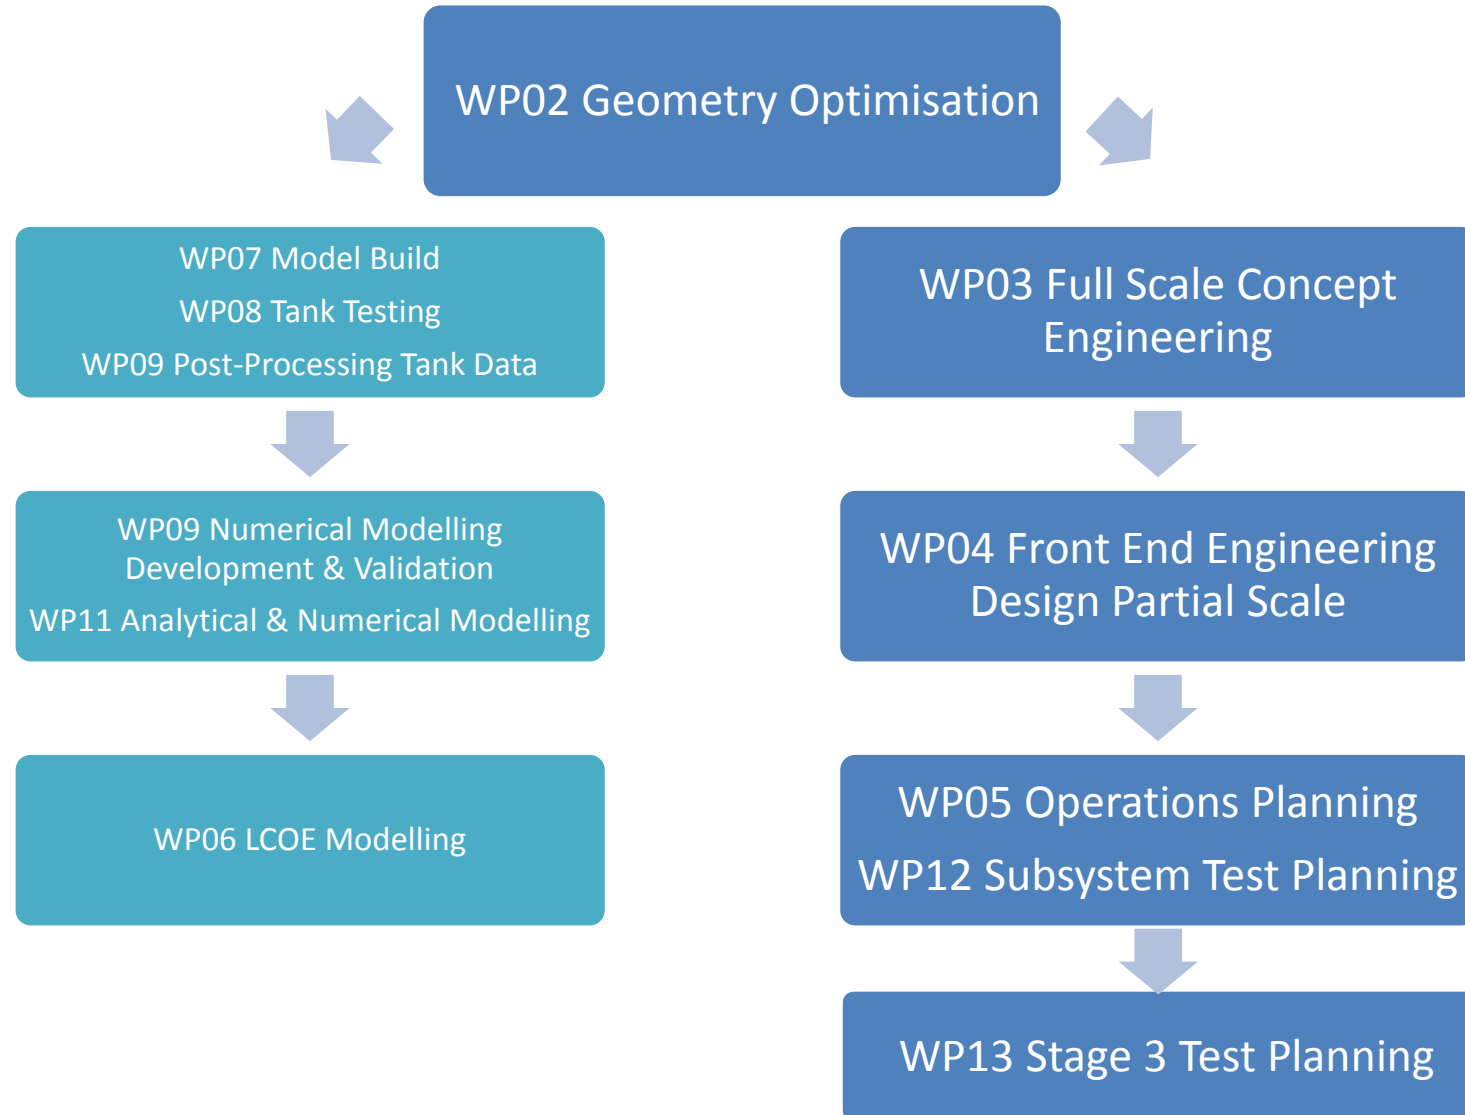 WP02 Geometry Optimisation
WP07 Model Build
WP08 Tank Testing
WP09 Post-Processing Tank Data
WP09 Numerical Modelling
Development & Validation
WP11 Analytical & Numerical Modelling
WP06 LCOE Modelling
WP03 Full Scale Concept
Engineering
WP04 Front End Engineering
Design Partial Scale
WP05 Operations Planning
WP12 Subsystem Test Planning
WP13 Stage 3 Test Planning